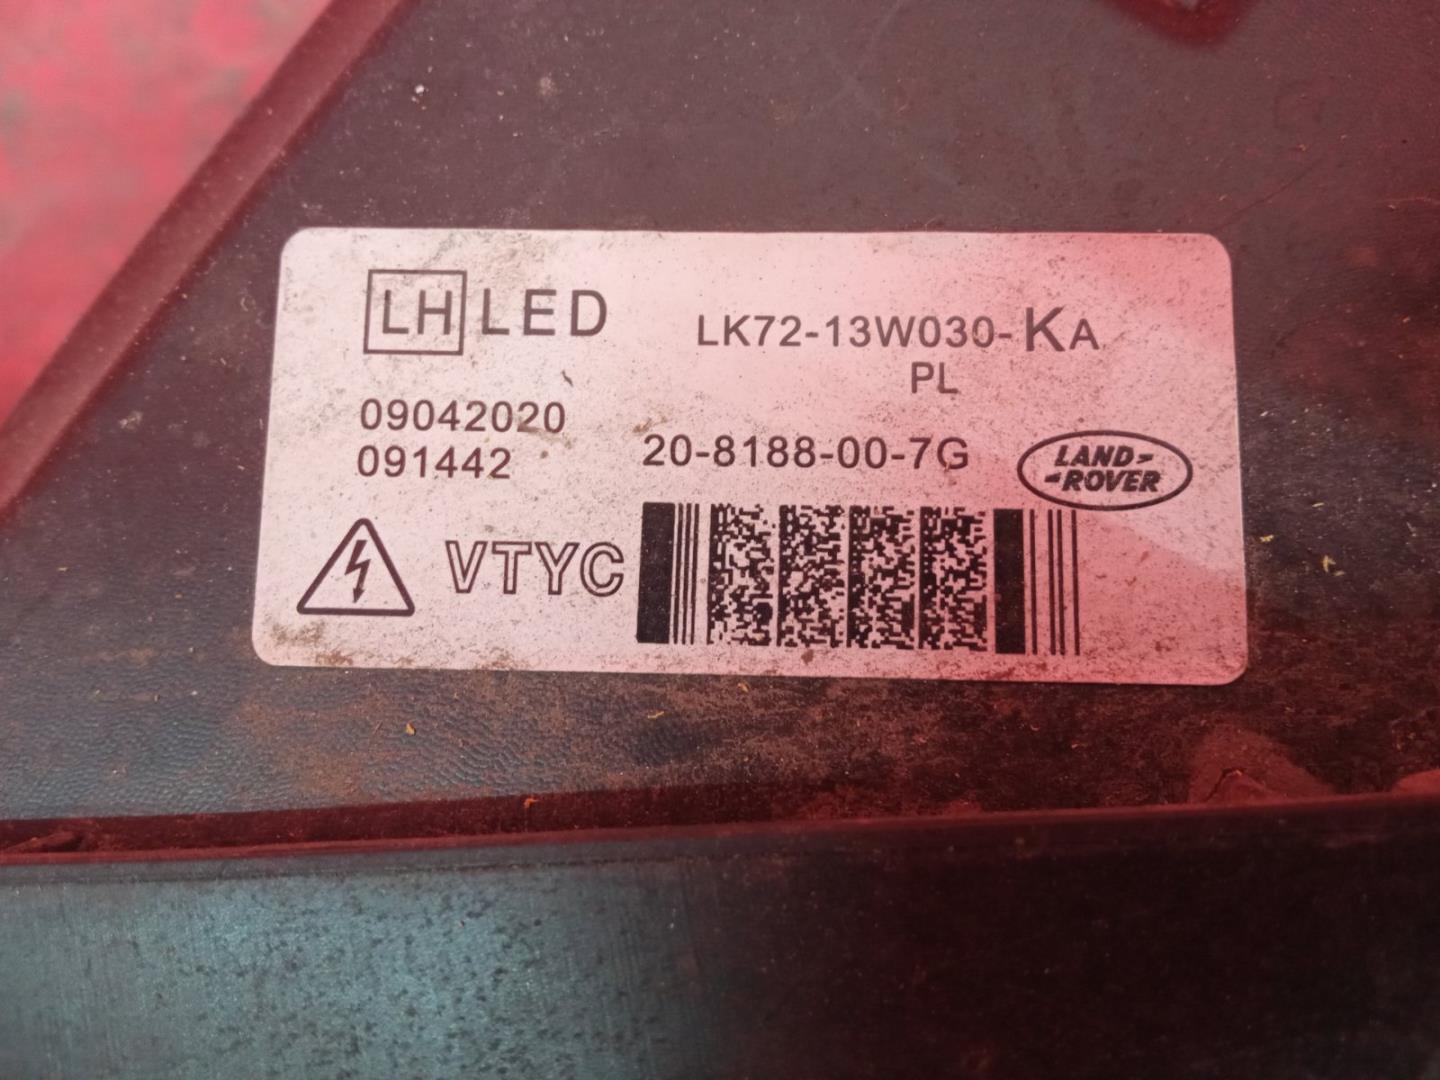 LH LED
LK72-13W030-KA
PL
09042020
091442
20-8188-00-7G
LAND-
-ROVER
VTYC